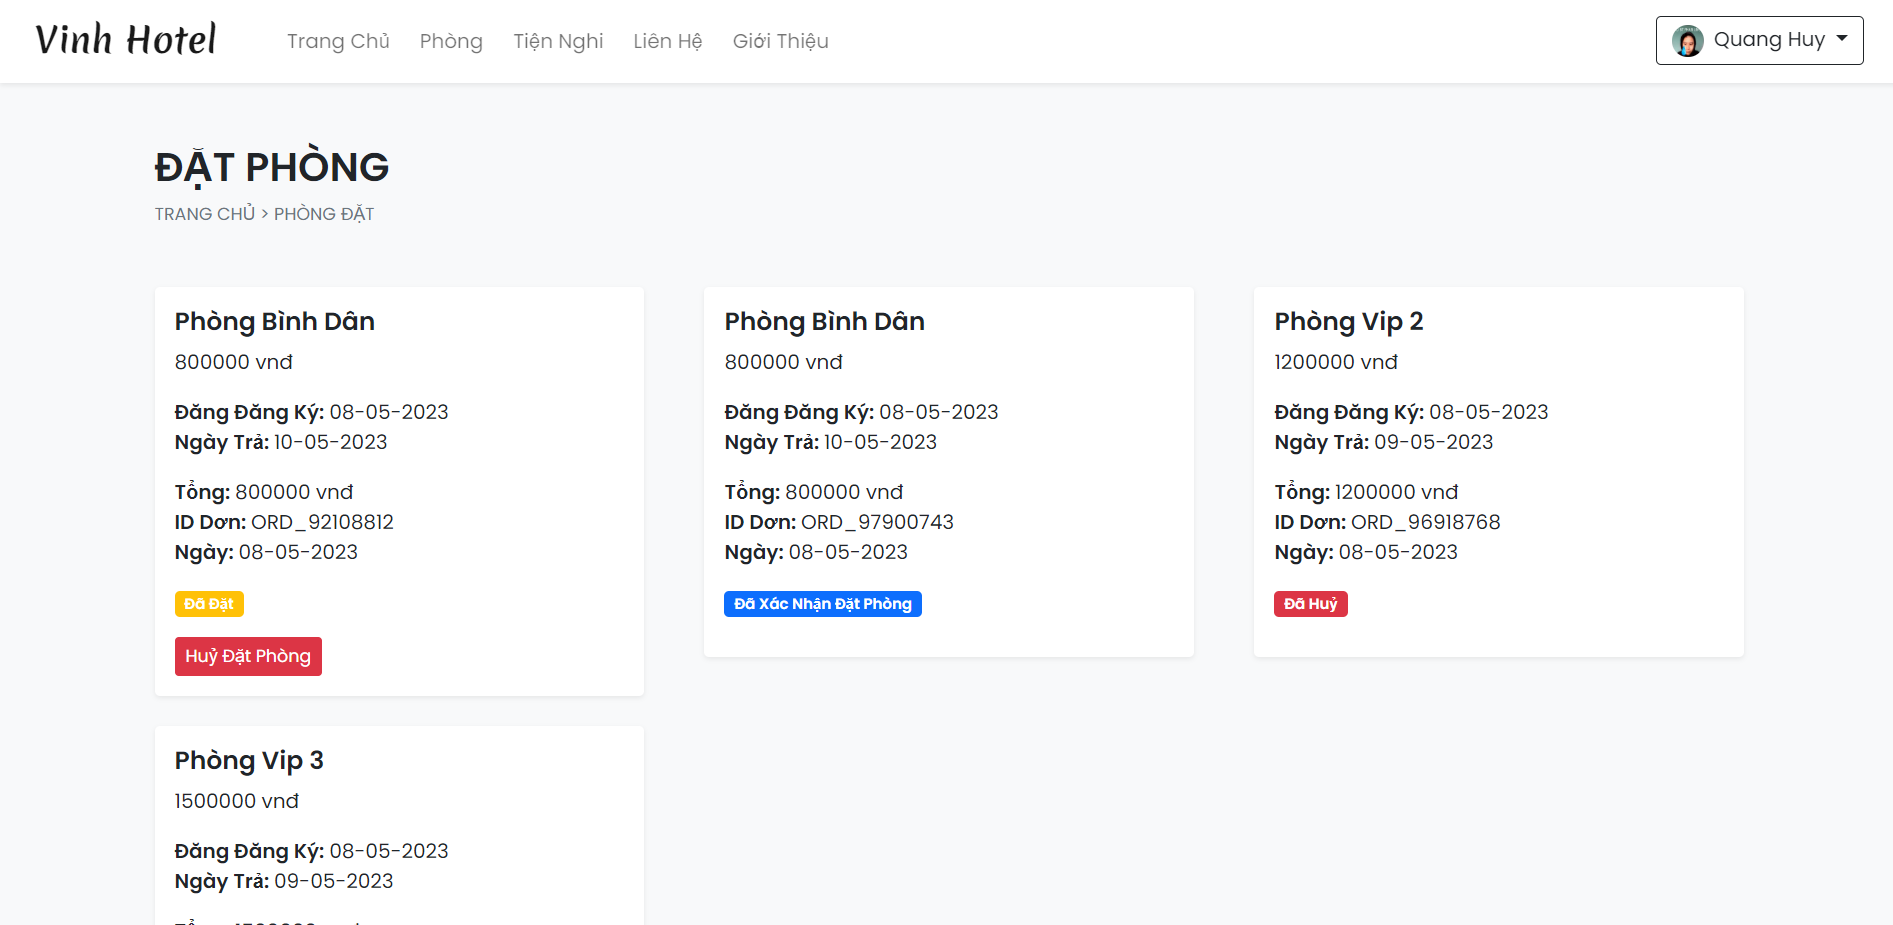 Vinh Hotel
Trang Chủ
Phòng
Tiện Nghi
Liên Hệ
Giới Thiệu
Quang Huy
ĐẶT PHÒNG
TRANG CHỦ > PHÒNG ĐẶT
Phòng Bình Dân
800000 vnđ
Đăng Đăng Ký: 08-05-2023
Ngày Trả: 10-05-2023
Tổng: 800000 vnđ
ID Dơn: ORD_92108812
Ngày: 08-05-2023
Đã Đặt
Huỷ Đặt Phòng
Phòng Bình Dân
800000 vnđ
Đăng Đăng Ký: 08-05-2023
Ngày Trả: 10-05-2023
Tổng: 800000 vnđ
ID Dơn: ORD_97900743
Ngày: 08-05-2023
Đã Xác Nhận Đặt Phòng
Phòng Vip 2
1200000 vnđ
Đăng Đăng Ký: 08-05-2023
Ngày Trả: 09-05-2023
Tổng: 1200000 vnđ
ID Dơn: ORD_96918768
Ngày: 08-05-2023
Đã Huỷ
Phòng Vip 3
1500000 vnđ
Đăng Đăng Ký: 08-05-2023
Ngày Trả: 09-05-2023